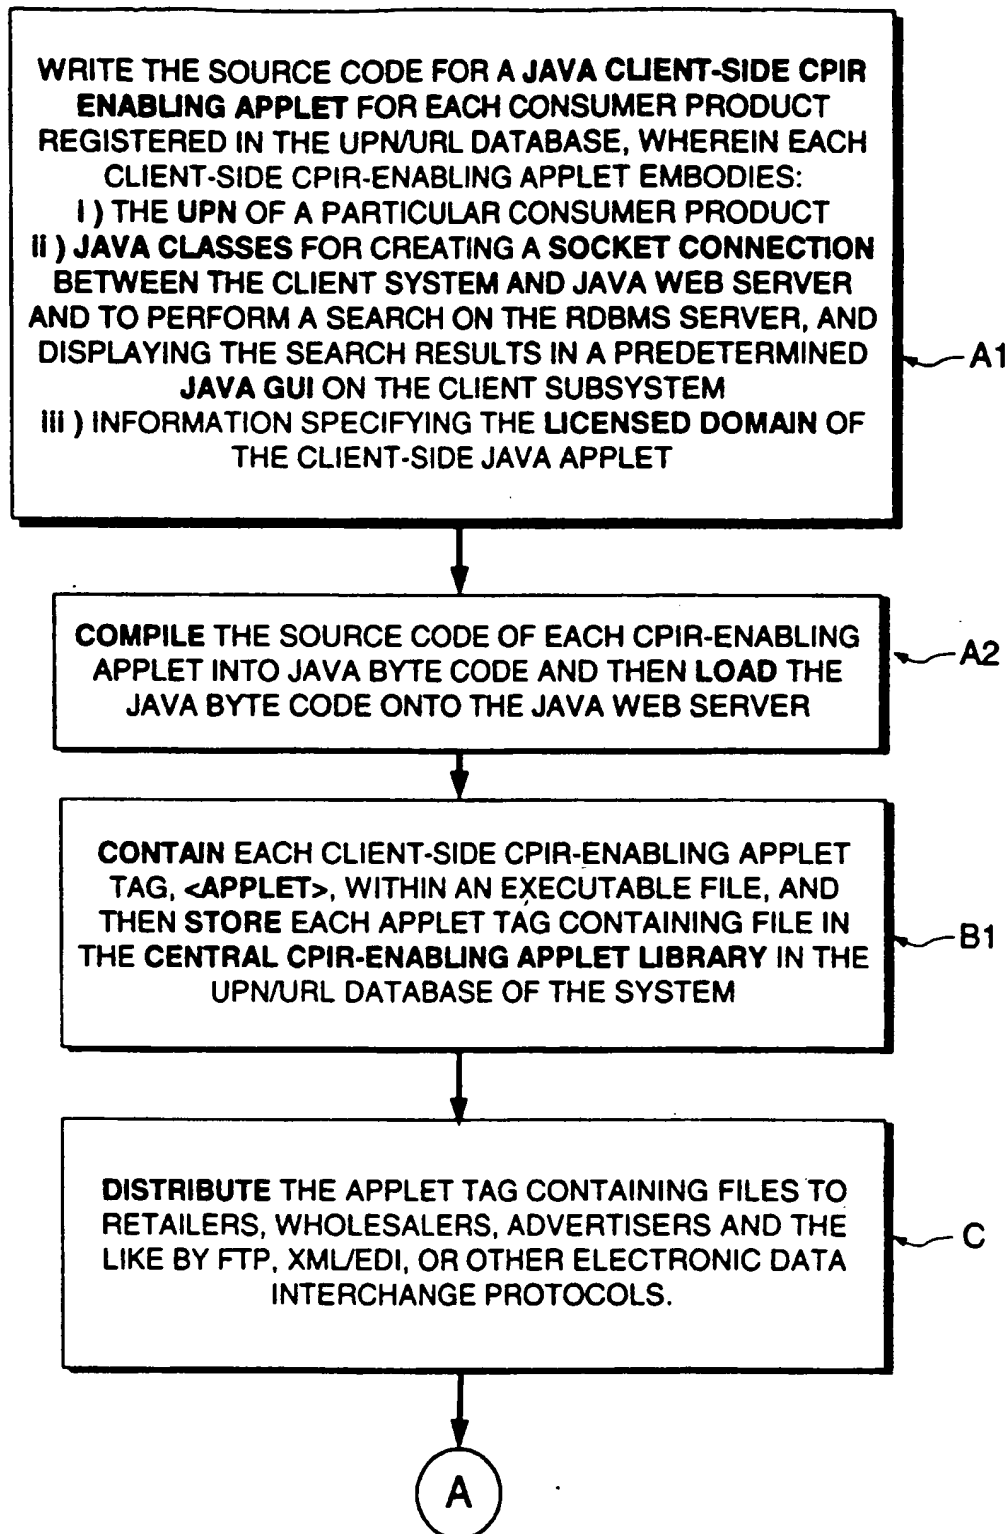 WRITE THE SOURCE CODE FOR A JAVA CLIENT-SIDE CPIR
ENABLING APPLET FOR EACH CONSUMER PRODUCT
REGISTERED IN THE UPN/URL DATABASE, WHEREIN EACH
CLIENT-SIDE CPIR-ENABLING APPLET EMBODIES:
i ) THE UPN OF A PARTICULAR CONSUMER PRODUCT
ii ) JAVA CLASSES FOR CREATING A SOCKET CONNECTION
BETWEEN THE CLIENT SYSTEM AND JAVA WEB SERVER
AND TO PERFORM A SEARCH ON THE RDBMS SERVER, AND
DISPLAYING THE SEARCH RESULTS IN A PREDETERMINED
JAVA GUI ON THE CLIENT SUBSYSTEM
iii ) INFORMATION SPECIFYING THE LICENSED DOMAIN OF
THE CLIENT-SIDE JAVA APPLET
A1
COMPILE THE SOURCE CODE OF EACH CPIR-ENABLING
APPLET INTO JAVA BYTE CODE AND THEN LOAD THE
JAVA BYTE CODE ONTO THE JAVA WEB SERVER
A2
CONTAIN EACH CLIENT-SIDE CPIR-ENABLING APPLET
TAG, <APPLET>, WITHIN AN EXECUTABLE FILE, AND
THEN STORE EACH APPLET TAG CONTAINING FILE IN
THE CENTRAL CPIR-ENABLING APPLET LIBRARY IN THE
UPN/URL DATABASE OF THE SYSTEM
B1
DISTRIBUTE THE APPLET TAG CONTAINING FILES TO
RETAILERS, WHOLESALERS, ADVERTISERS AND THE
LIKE BY FTP, XML/EDI, OR OTHER ELECTRONIC DATA
INTERCHANGE PROTOCOLS.
C
A